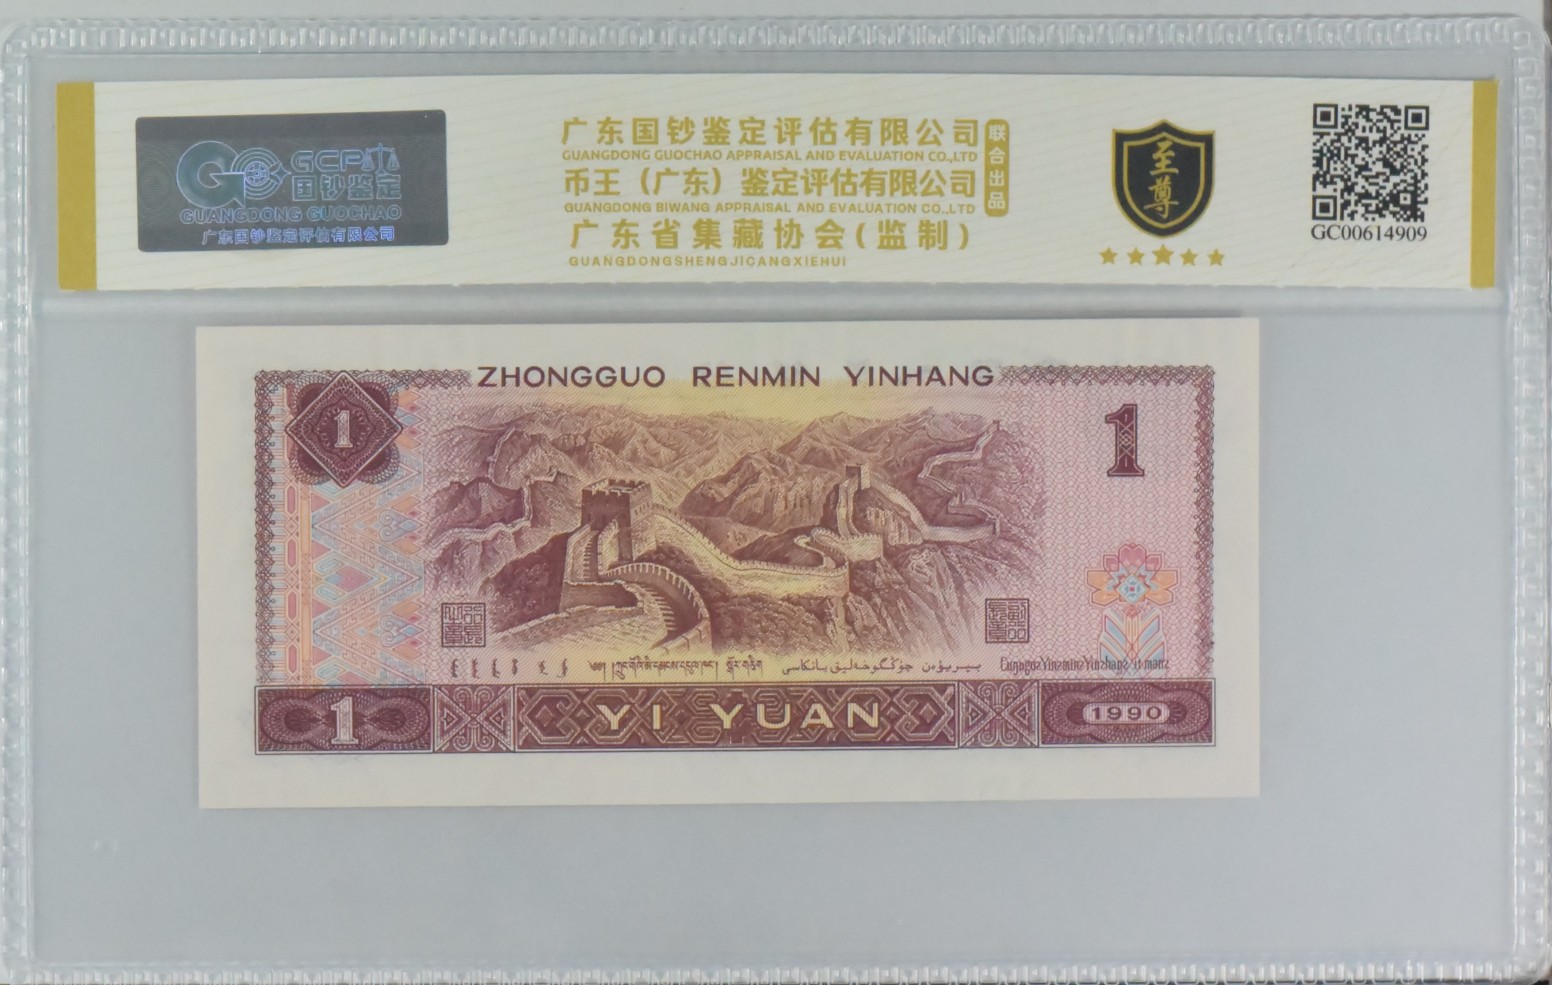 GCP
国钞鉴定
GUANGDONG GUOCHAO
广东国钞鉴定评估有限公司
广东国钞鉴定评估有限公司
GUANGDONG GUOCHAO APPRAISAL AND EVALUATION CO.,LTD
币王（广东）鉴定评估有限公司
GUANGDONG BIWANG APPRAISAL AND EVALUATION CO.,LTD
广东省集藏协会(监制)
GUANGDONGSHENGJICANGXIEHUI
联合出品
至尊
GC00614909
ZHONGGUO RENMIN YINHANG
1
1
1
YI YUAN
1990